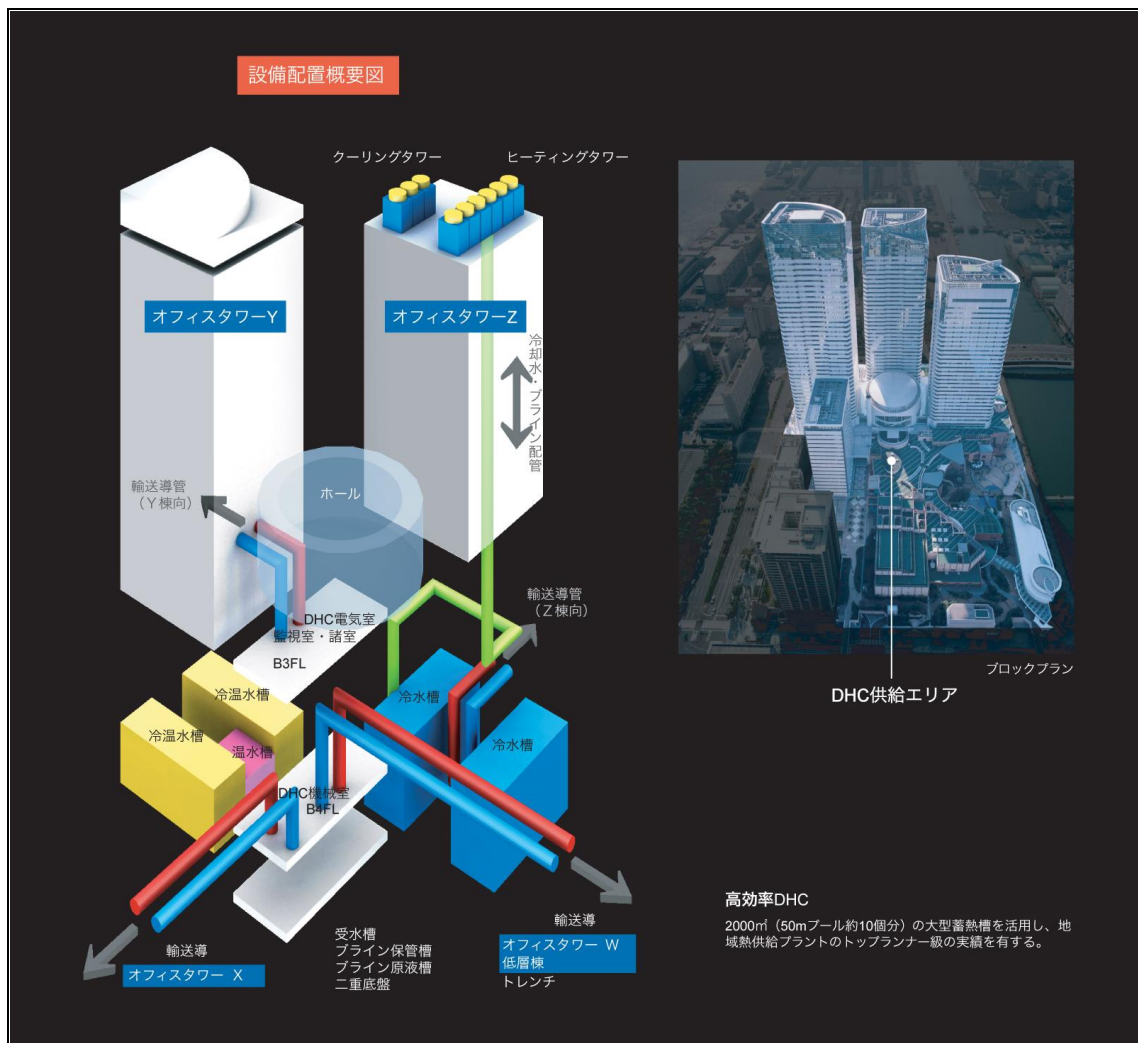 設備配置概要図
クーリングタワー
ヒーティングタワー
オフィスタワーY
オフィスタワーZ
冷却水・ブライン配管
輸送導管
（Y棟向）
ホール
輸送導管
（Z棟向）
DHC電気室
監視室・諸室
B3FL
冷温水槽
冷水槽
冷温水槽
温水槽
冷水槽
DHC機械室
B4FL
輸送導
オフィスタワー X
受水槽
ブライン保管槽
ブライン原液槽
二重底盤
輸送導
オフィスタワー W
低層棟
トレンチ
ブロックプラン
DHC供給エリア
高効率DHC
2000㎥（50mプール約10個分）の大型蓄熱槽を活用し、地
域熱供給プラントのトップランナー級の実績を有する。